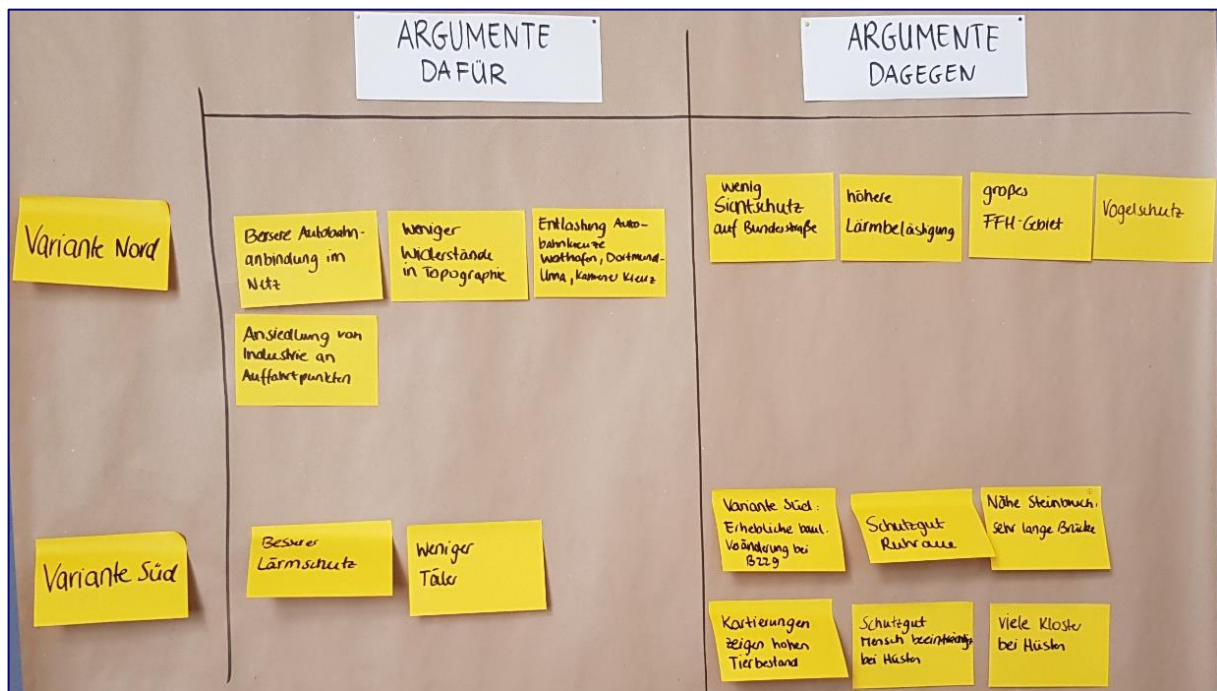 ARGUMENTE
DAFÜR
ARGUMENTE
DAGEGEN
Variante Nord
Bessere Autobahn-
anbindung im
Netz
Weniger
Widerstände
in Topographie
Entlastung Auto-
bahnkreuze
Westhofen, Dortmund-
Unna, Kamener Kreuz
Ansiedlung von
Industrie an
Auffahrtpunkten
wenig
Sichtschutz
auf Bundesstraße
höhere
Lärmbelästigung
großes
FFH-Gebiet
Vogelschutz
Variante Süd
Besserer
Lärmschutz
Weniger
Täler
Variante Süd:
Erhebliche baul.
Veränderung bei
B229
Schutzgut
Ruhraue
Nähe Steinbruch:
sehr lange Brücke
Kartierungen
zeigen hohen
Tierbestand
Schutzgut
Mensch
bei Hüsten
Viele Kloster
bei Hüsten